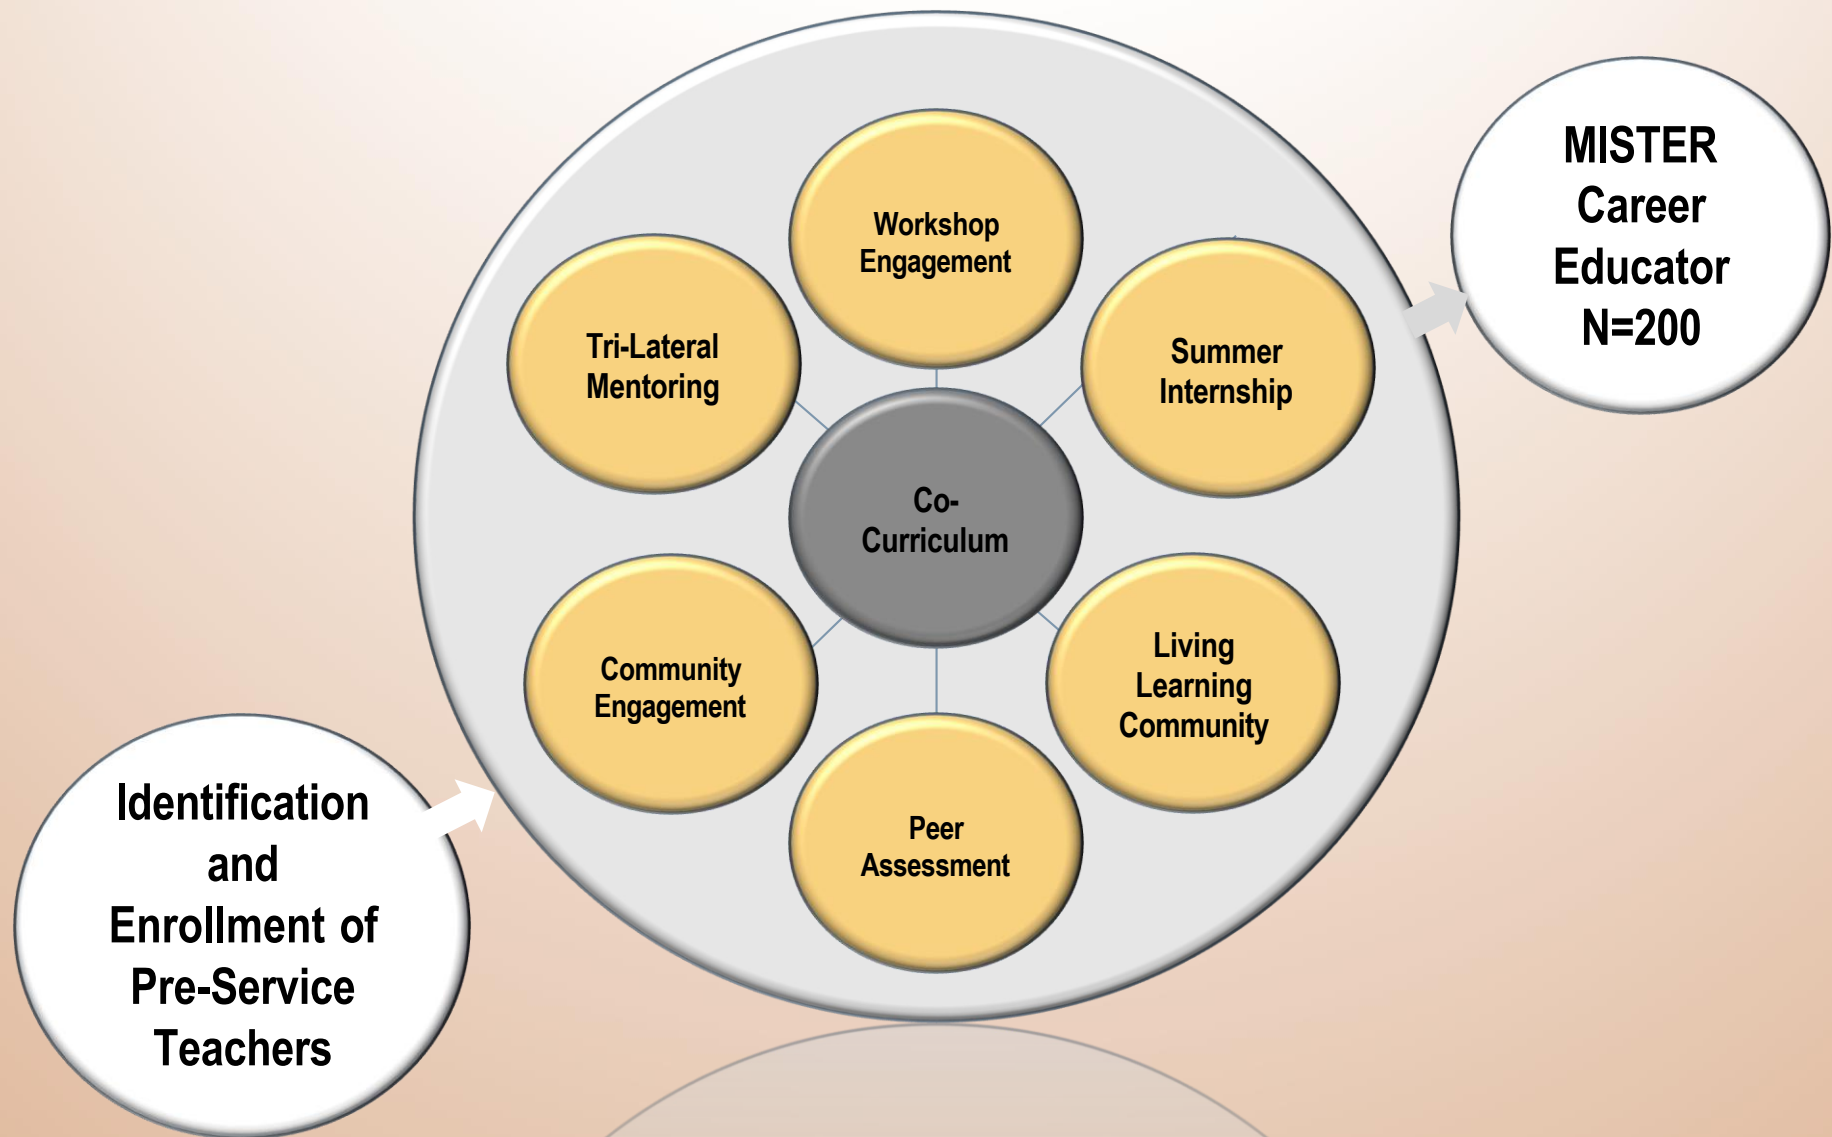 Workshop
Engagement
Tri-Lateral
Mentoring
Summer
Internship
Co-
Curriculum
Community
Engagement
Living
Learning
Community
Peer
Assessment
MISTER
Career
Educator
N=200
Identification
and
Enrollment of
Pre-Service
Teachers